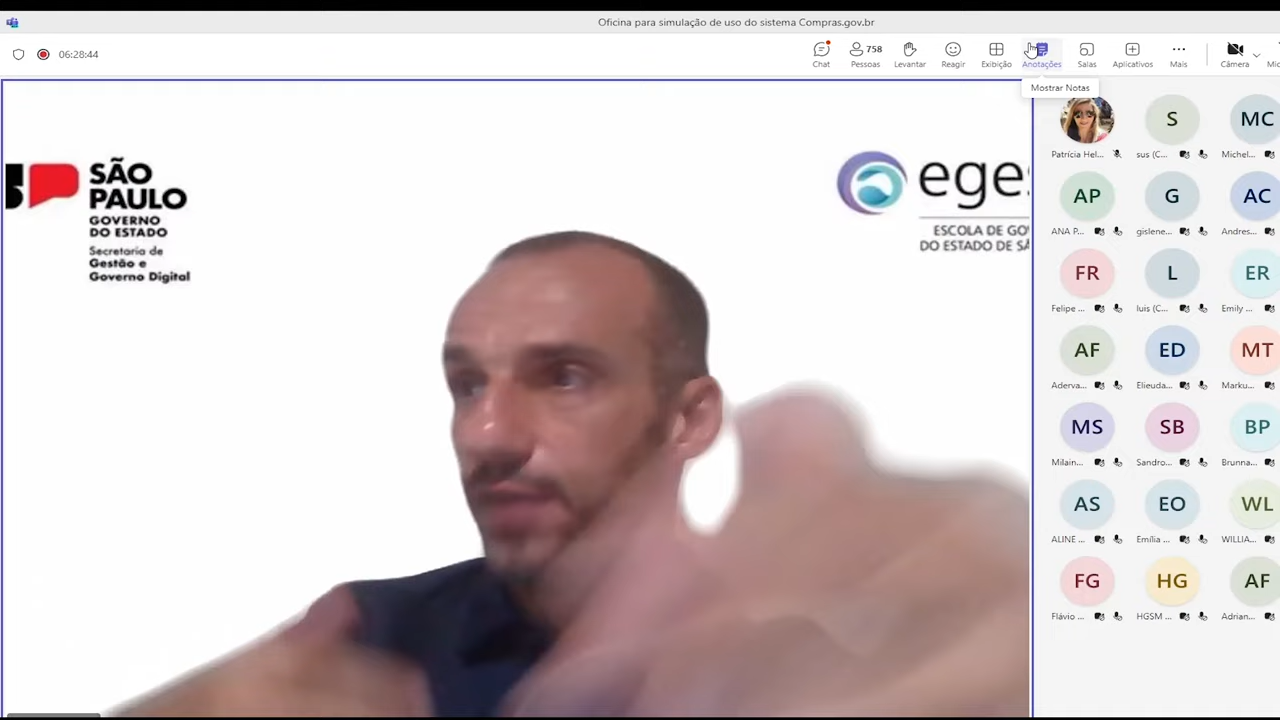 Oficina para simulação de uso do sistema Compras.gov.br
06:28:44
Chat
758
Pessoas
Levantar
Reagir
Exibição
Anotações
Salas
Aplicativos
Mais
Câmera
Mic
Mostrar Notas
SÃO
PAULO
GOVERNO
DO ESTADO
Secretaria de
Gestão e
Governo Digital
eges
ESCOLA DE GO
DO ESTADO DE S
S
MC
Patrícia Hel...
sus (C...
Michel...
AP
G
AC
ANA P...
gislene...
Andres...
FR
L
ER
Felipe ...
luis (C...
Emily ...
AF
ED
MT
Aderva...
Elieuda...
Marku...
MS
SB
BP
Milain...
Sandro...
Brunna...
AS
EO
WL
ALINE ...
Emília ...
WILLIA...
FG
HG
AF
Flávio ...
HGSM ...
Adrian...